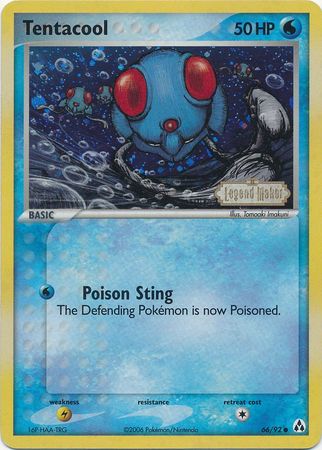 Tentacool 50 HP
Legend Maker
BASIC
Illus. Tomoaki Imakuni
Poison Sting
The Defending Pokémon is now Poisoned.
weakness resistance retreat cost
16P-HAA-TRG ©2006 Pokémon/Nintendo 66/92